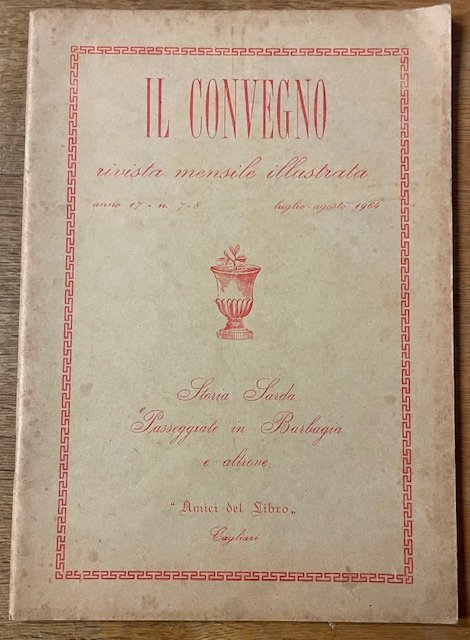 IL CONVEGNO
rivista mensile illustrata
anno 17 - n. 7-8 luglio - agosto 1964
Storia Sarda
Passeggiate in Barbagia
e altrove
"Amici del Libro„
Cagliari